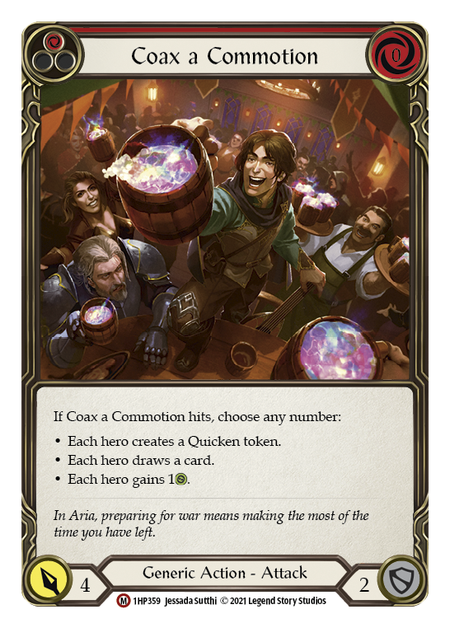 Coax a Commotion
0
If Coax a Commotion hits, choose any number:
• Each hero creates a Quicken token.
• Each hero draws a card.
• Each hero gains 1.
In Aria, preparing for war means making the most of the
time you have left.
4
Generic Action - Attack
2
M 1HP359 Jessada Sutthi © 2021 Legend Story Studios